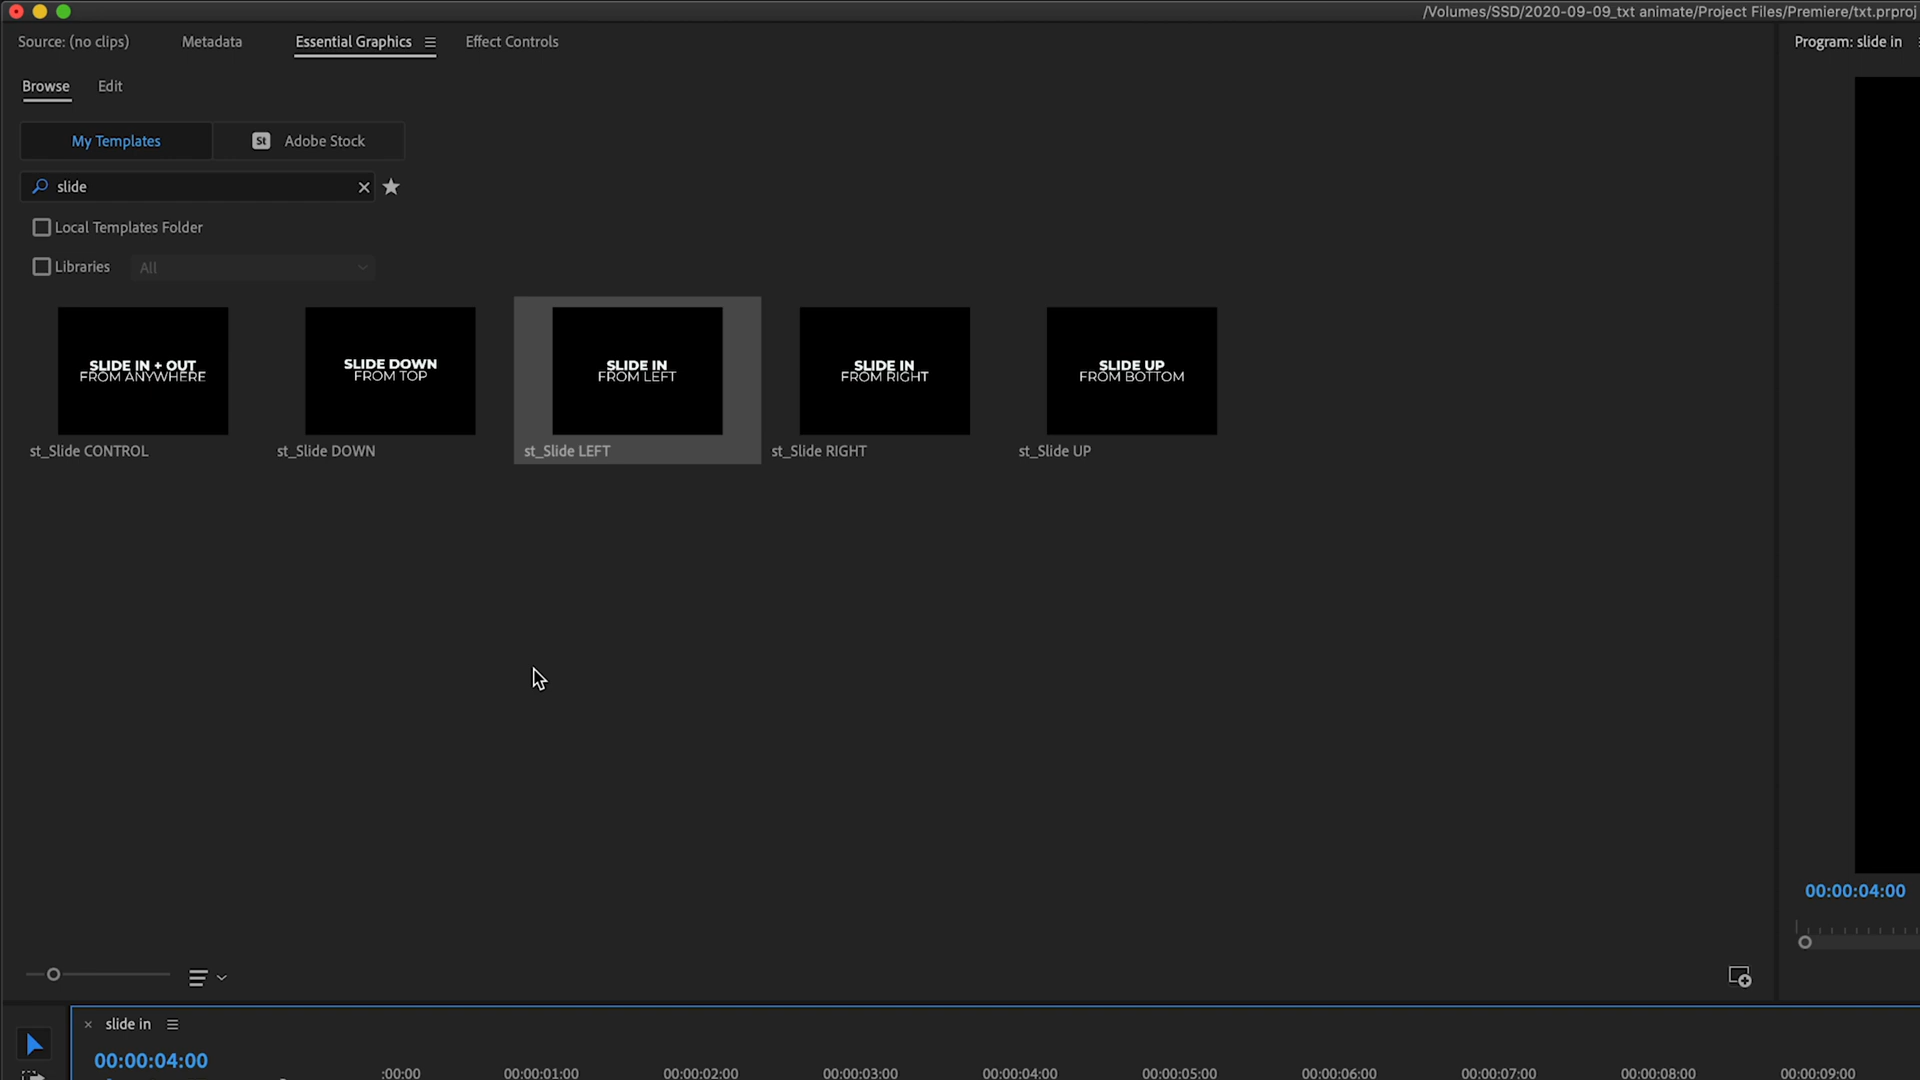 /Volumes/SSD/2020-09-09_txt animate/Project Files/Premiere/txt.prproj
Source: (no clips)
Metadata
Essential Graphics
Effect Controls
Program: slide in
Browse
Edit
My Templates
St Adobe Stock
slide
Local Templates Folder
Libraries
All
SLIDE IN + OUT
FROM ANYWHERE
SLIDE DOWN
FROM TOP
SLIDE IN
FROM LEFT
SLIDE IN
FROM RIGHT
SLIDE UP
FROM BOTTOM
st_Slide CONTROL
st_Slide DOWN
st_Slide LEFT
st_Slide RIGHT
st_Slide UP
00:00:04:00
slide in
00:00:04:00
:00:00
00:00:01:00
00:00:02:00
00:00:03:00
00:00:04:00
00:00:05:00
00:00:06:00
00:00:07:00
00:00:08:00
00:00:09:00